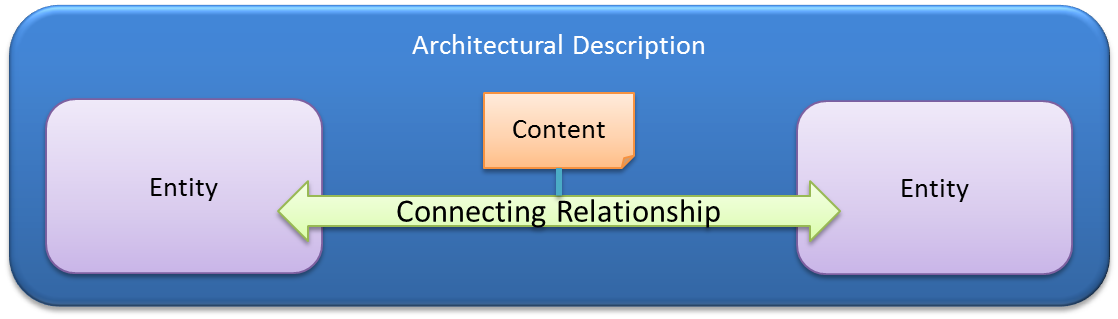 Architectural Description
Content
Entity
Entity
Connecting Relationship